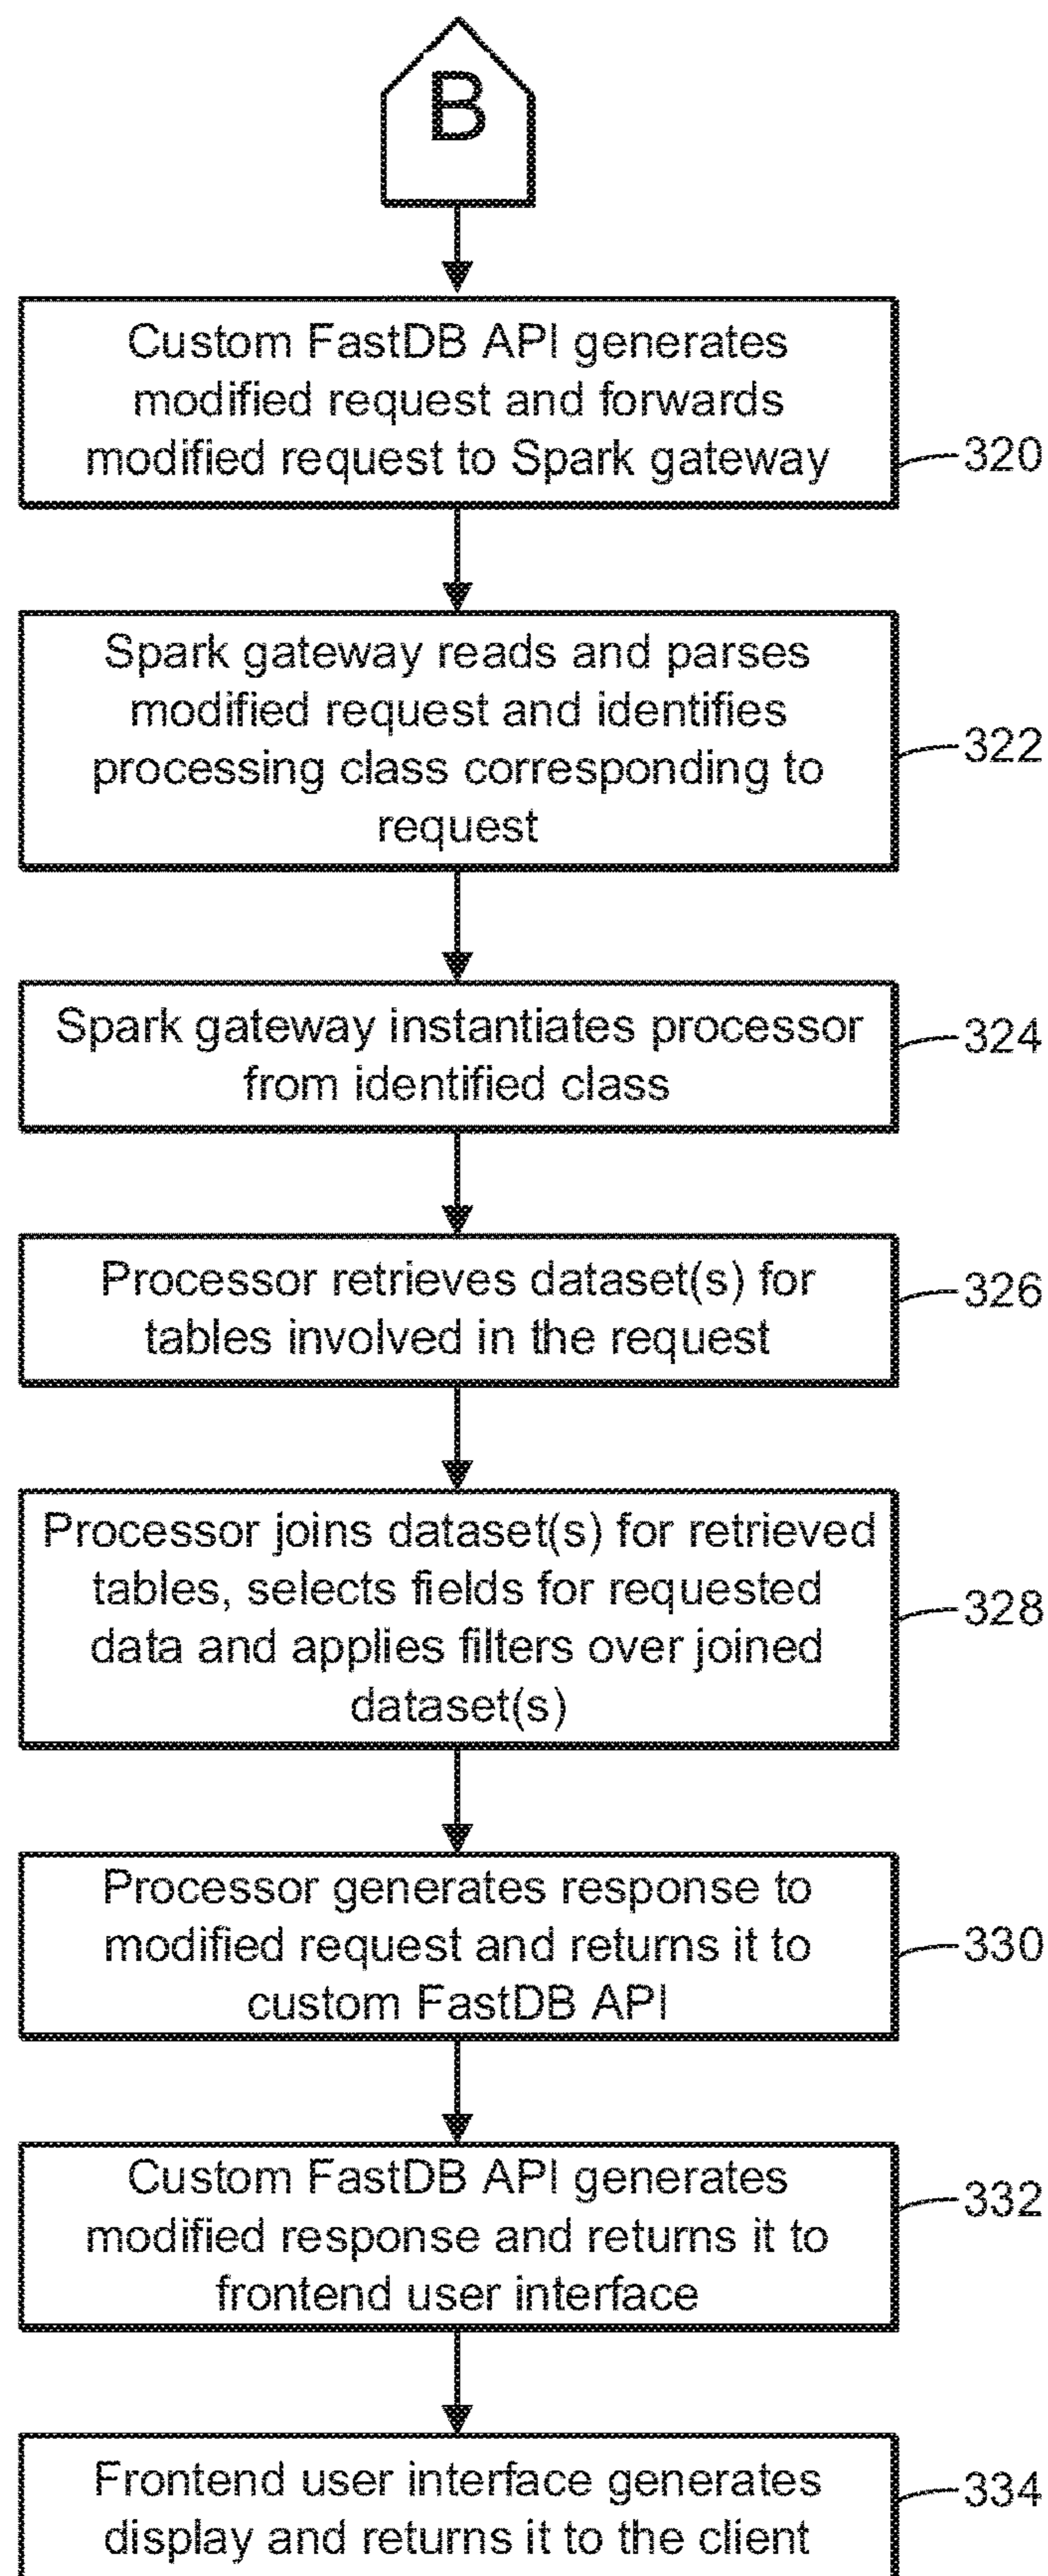 B
Custom FastDB API generates
modified request and forwards
modified request to Spark gateway
320
Spark gateway reads and parses
modified request and identifies
processing class corresponding to
request
322
Spark gateway instantiates processor
from identified class
324
Processor retrieves dataset(s) for
tables involved in the request
326
Processor joins dataset(s) for retrieved
tables, selects fields for requested
data and applies filters over joined
dataset(s)
328
Processor generates response to
modified request and returns it to
custom FastDB API
330
Custom FastDB API generates
modified response and returns it to
frontend user interface
332
Frontend user interface generates
display and returns it to the client
334